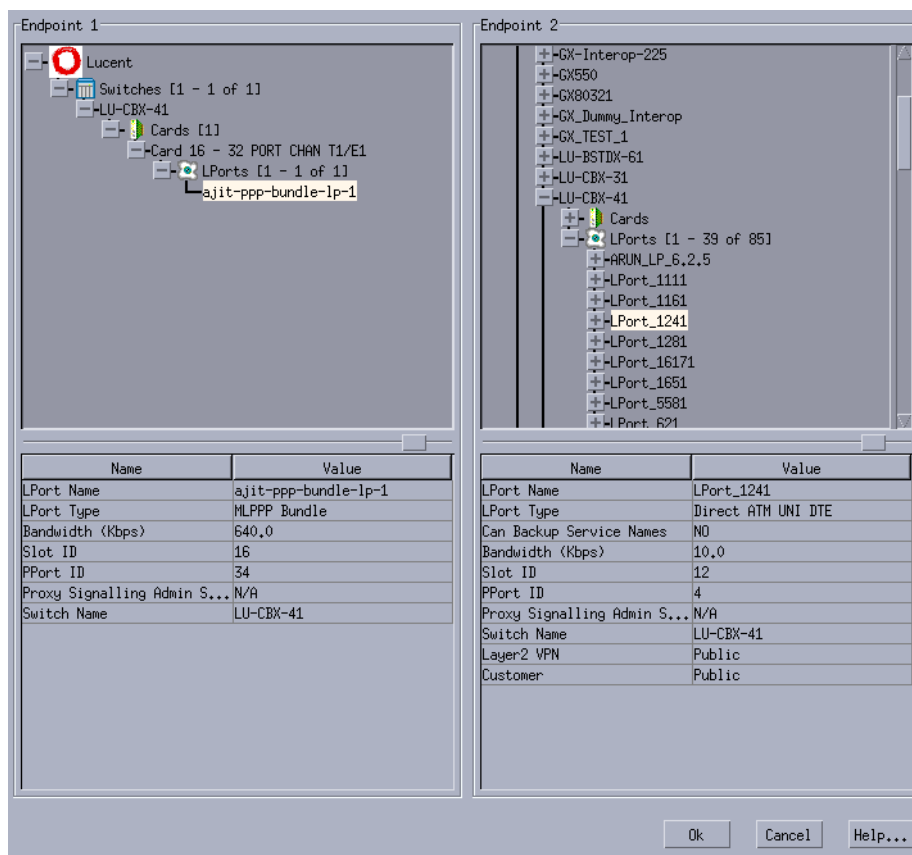 Endpoint 1
Lucent
Switches [1 - 1 of 1]
LU-CBX-41
Cards [1]
Card 16 - 32 PORT CHAN T1/E1
LPorts [1 - 1 of 1]
ajit-ppp-bundle-lp-1
Name Value
LPort Name ajit-ppp-bundle-lp-1
LPort Type MLPPP Bundle
Bandwidth (Kbps) 640.0
Slot ID 16
PPort ID 34
Proxy Signalling Admin S... N/A
Switch Name LU-CBX-41
Endpoint 2
GX-Interop-225
GX550
GX80321
GX_Dummy_Interop
GX_TEST_1
LU-BSTDX-61
LU-CBX-31
LU-CBX-41
Cards
LPorts [1 - 39 of 85]
ARUN_LP_6.2.5
LPort_1111
LPort_1161
LPort_1241
LPort_1281
LPort_16171
LPort_1651
LPort_5581
LPort_621
Name Value
LPort Name LPort_1241
LPort Type Direct ATM UNI DTE
Can Backup Service Names NO
Bandwidth (Kbps) 10.0
Slot ID 12
PPort ID 4
Proxy Signalling Admin S... N/A
Switch Name LU-CBX-41
Layer2 VPN Public
Customer Public
Ok Cancel Help...